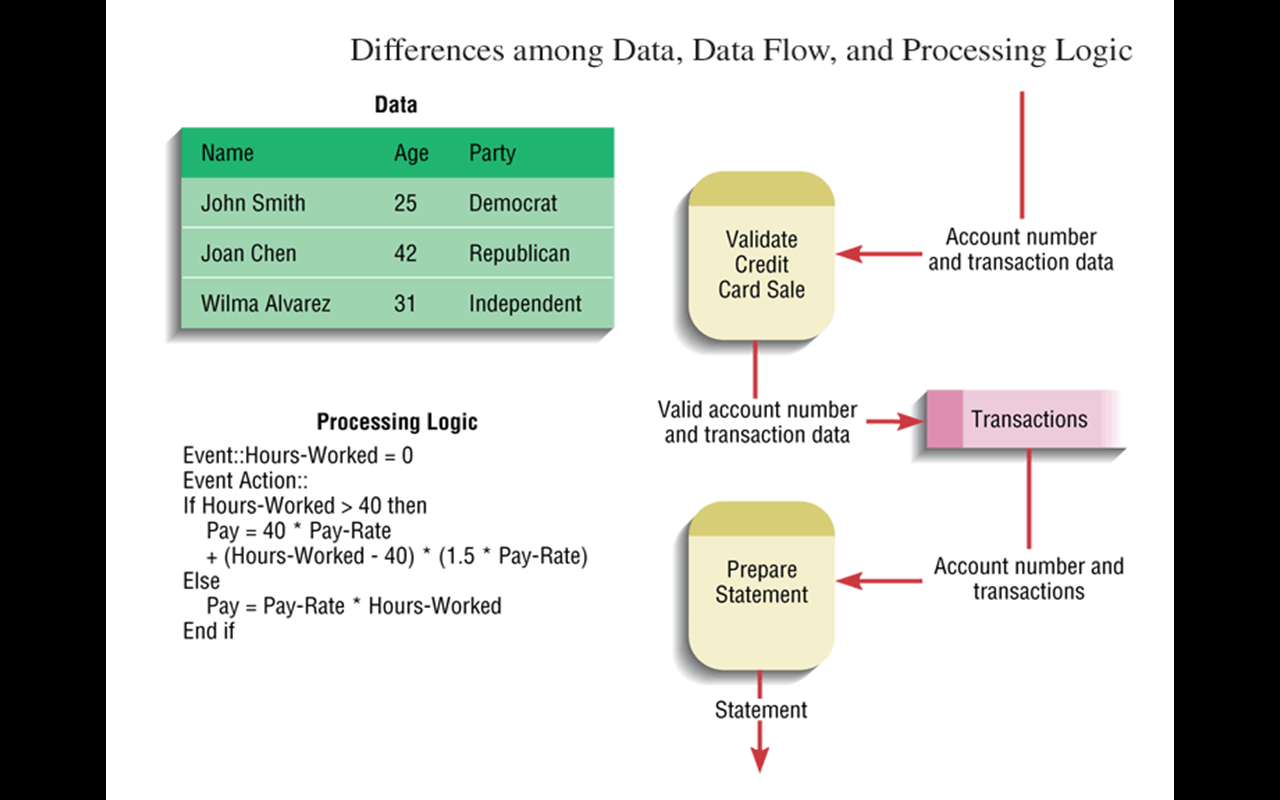 Differences among Data, Data Flow, and Processing Logic
Data
Name Age Party
John Smith 25 Democrat
Joan Chen 42 Republican
Wilma Alvarez 31 Independent
Processing Logic
Event::Hours-Worked = 0
Event Action::
If Hours-Worked > 40 then
Pay = 40 * Pay-Rate
+ (Hours-Worked - 40) * (1.5 * Pay-Rate)
Else
Pay = Pay-Rate * Hours-Worked
End if
Account number
and transaction data
Validate
Credit
Card Sale
Valid account number
and transaction data
Transactions
Account number and
transactions
Prepare
Statement
Statement